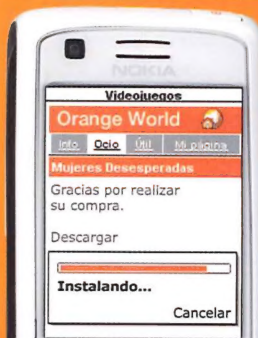 NOKIA
Videojuegos
Orange World
Info Ocio Útil Mi página
Mujeres Desesperadas
Gracias por realizar
su compra.
Descargar
Instalando...
Cancelar